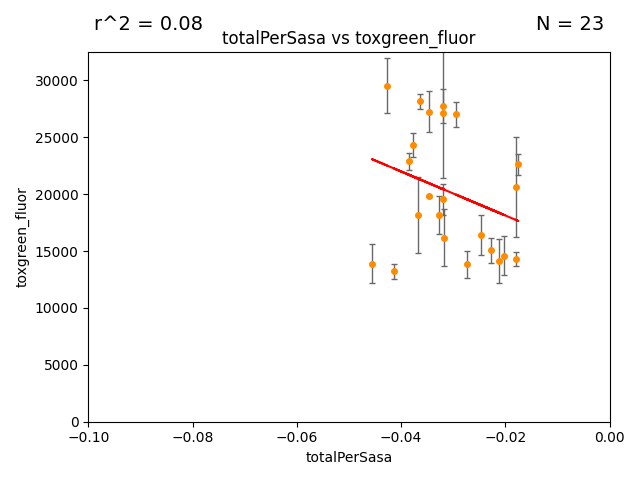 r^2 = 0.08
N = 23
totalPerSasa vs toxgreen_fluor
30000
25000
20000
15000
10000
5000
0
toxgreen_fluor
−0.10
−0.08
−0.06
−0.04
−0.02
0.00
totalPerSasa